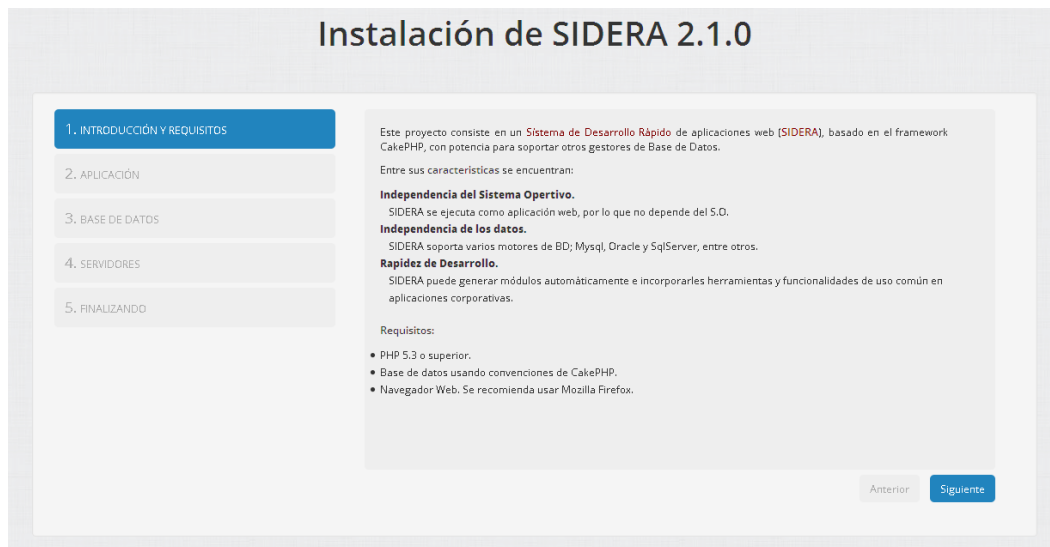 Instalación de SIDERA 2.1.0
1. INTRODUCCIÓN Y REQUISITOS
2. APLICACIÓN
3. BASE DE DATOS
4. SERVIDORES
5. FINALIZANDO
Este proyecto consiste en un Sistema de Desarrollo Rápido de aplicaciones web (SIDERA), basado en el framework
CakePHP, con potencia para soportar otros gestores de Base de Datos.
Entre sus caracteristicas se encuentran:
Independencia del Sistema Opertivo.
SIDERA se ejecuta como aplicación web, por lo que no depende del S.O.
Independencia de los datos.
SIDERA soporta varios motores de BD; Mysql, Oracle y SqlServer, entre otros.
Rapidez de Desarrollo.
SIDERA puede generar módulos automáticamente e incorporarles herramientas y funcionalidades de uso común en
aplicaciones corporativas.
Requisitos:
• PHP 5.3 o superior.
• Base de datos usando convenciones de CakePHP.
• Navegador Web. Se recomienda usar Mozilla Firefox.
Anterior Siguiente